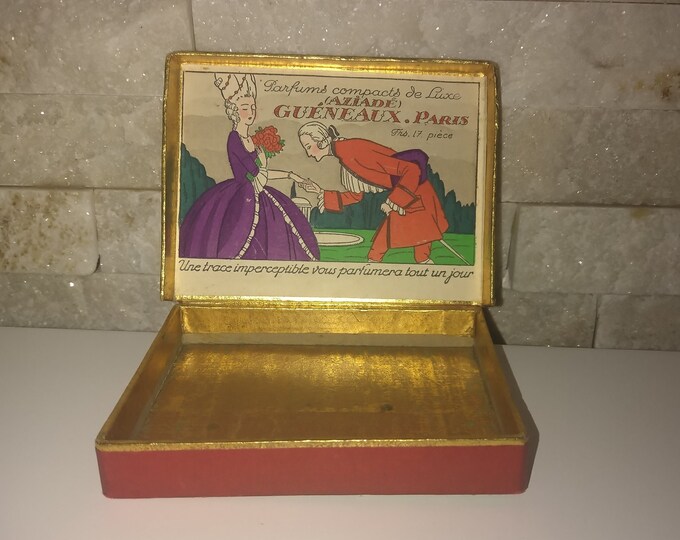 Parfums compacts de Luxe
(AZIADÉ)
GUÉNEAUX. PARIS
Frs. 17 pièce
Une trace imperceptible vous parfumera tout un jour